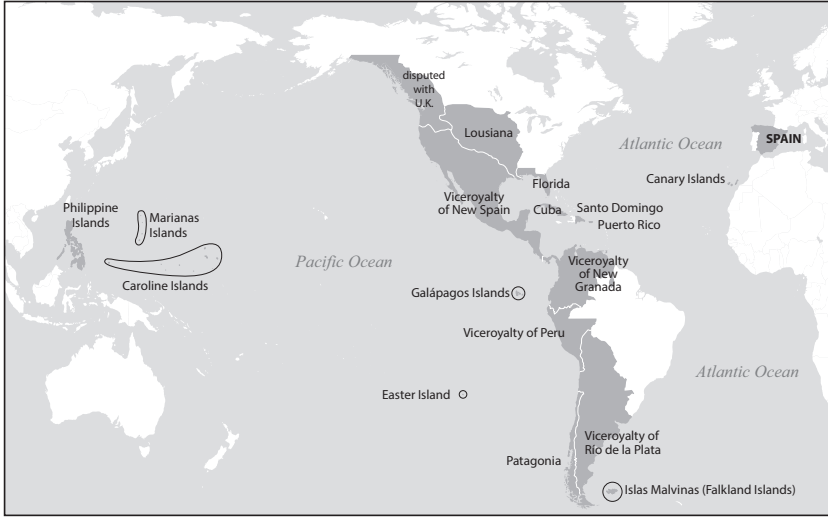 disputed
with
U.K.
Lousiana
Atlantic Ocean
SPAIN
Canary Islands
Florida
Viceroyalty
of New Spain
Cuba
Santo Domingo
Puerto Rico
Philippine
Islands
Marianas
Islands
Caroline Islands
Pacific Ocean
Viceroyalty
of New
Granada
Galápagos Islands
Viceroyalty of Peru
Atlantic Ocean
Easter Island
Viceroyalty of
Río de la Plata
Patagonia
Islas Malvinas (Falkland Islands)